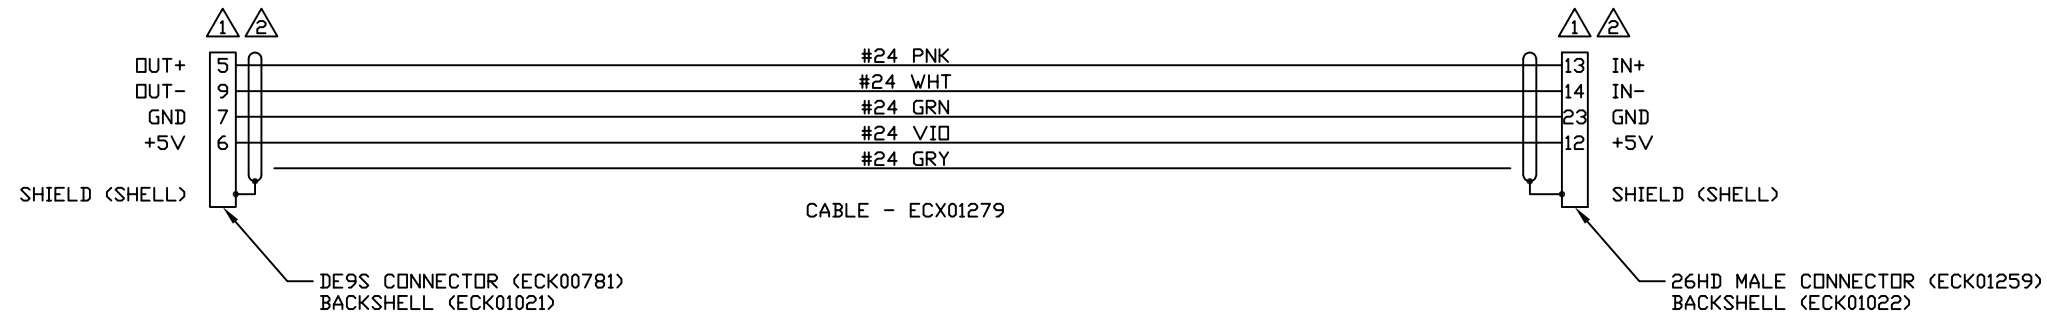 1 2 1 2
#24 PNK
OUT+ 5 13 IN+
#24 WHT
OUT- 9 14 IN-
#24 GRN
GND 7 23 GND
#24 VIO
+5V 6 12 +5V
#24 GRY
SHIELD (SHELL) SHIELD (SHELL)
CABLE - ECX01279
DE9S CONNECTOR (ECK00781)
BACKSHELL (ECK01021)
26HD MALE CONNECTOR (ECK01259)
BACKSHELL (ECK01022)